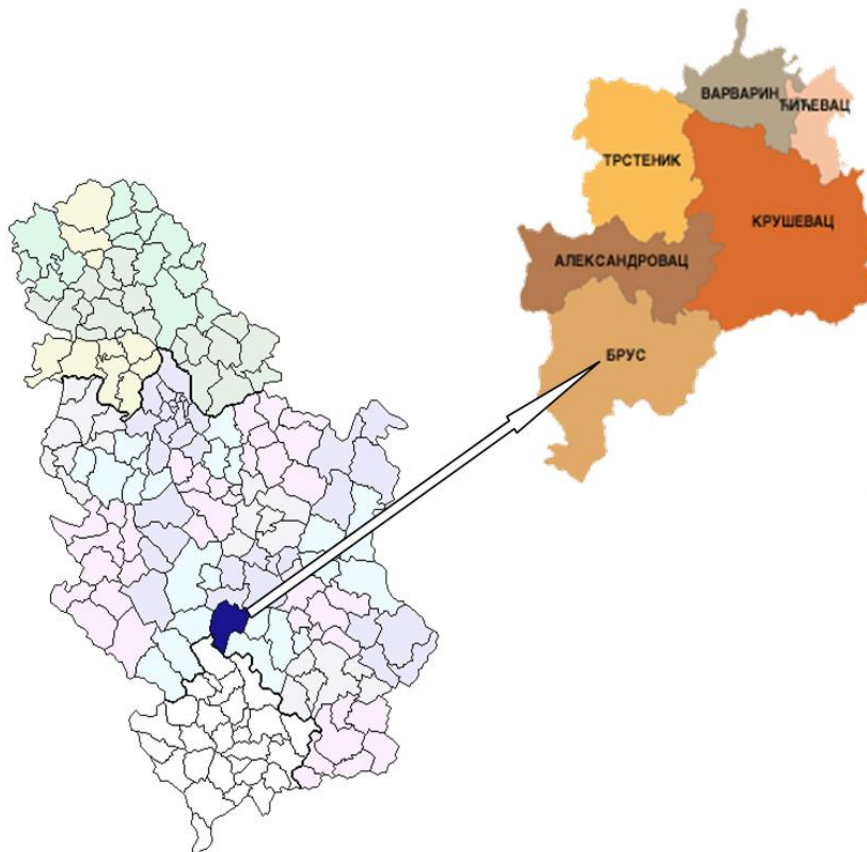 ВАРВАРИН
ЋИЋЕВАЦ
ТРСТЕНИК
КРУШЕВАЦ
АЛЕКСАНДРОВАЦ
БРУС